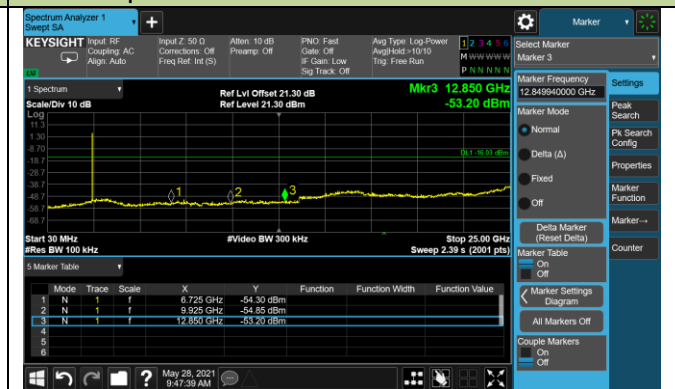 Spectrum Analyzer 1
Swept SA
Marker
KEYSIGHT
Input: RF
Coupling: AC
Align: Auto
Input Z: 50 Ω
Corrections: Off
Freq Ref: Int (S)
Atten: 10 dB
Preamp: Off
PNO: Fast
Gate: Off
IF Gain: Low
Sig Track: Off
Avg Type: Log-Power
Avg|Hold:>10/10
Trig: Free Run
1 2 3 4 5 6
M W W W W W
P N N N N N
LXI
Select Marker
Marker 3
1 Spectrum
Scale/Div 10 dB
Ref Lvl Offset 21.30 dB
Ref Level 21.30 dBm
Mkr3 12.850 GHz
-53.20 dBm
Log
11.3
1.30
-8.70
-18.7
-28.7
-38.7
-48.7
-58.7
-68.7
DL1 -16.03 dBm
1
2
3
Start 30 MHz
#Res BW 100 kHz
#Video BW 300 kHz
Stop 25.00 GHz
Sweep 2.39 s (2001 pts)
5 Marker Table
Mode Trace Scale X Y Function Function Width Function Value
1 N 1 f 6.725 GHz -54.30 dBm
2 N 1 f 9.925 GHz -54.85 dBm
3 N 1 f 12.850 GHz -53.20 dBm
4
5
6
Marker Frequency
12.849940000 GHz
Marker Mode
Normal
Delta (Δ)
Fixed
Off
Delta Marker
(Reset Delta)
Marker Table
On
Off
Marker Settings
Diagram
All Markers Off
Couple Markers
On
Off
Settings
Peak
Search
Pk Search
Config
Properties
Marker
Function
Marker→
Counter
May 28, 2021
9:47:39 AM